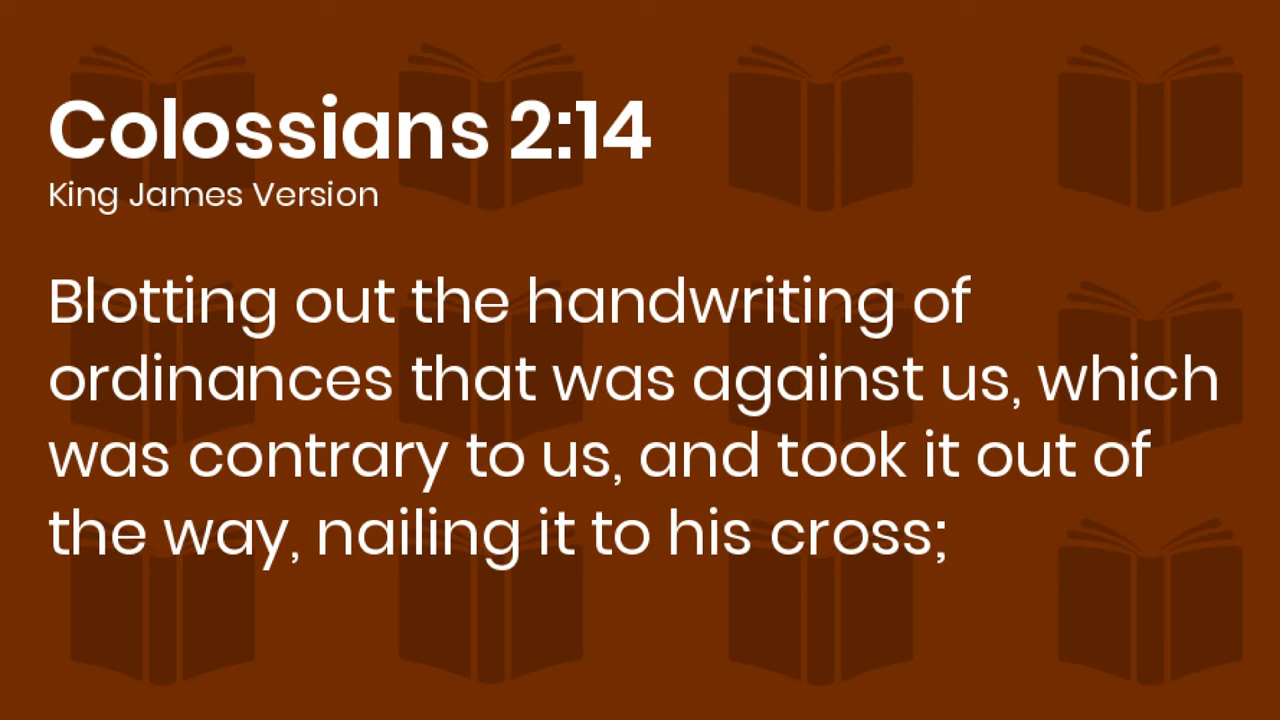 Colossians 2:14
King James Version
Blotting out the handwriting of
ordinances that was against us, which
was contrary to us, and took it out of
the way, nailing it to his cross;